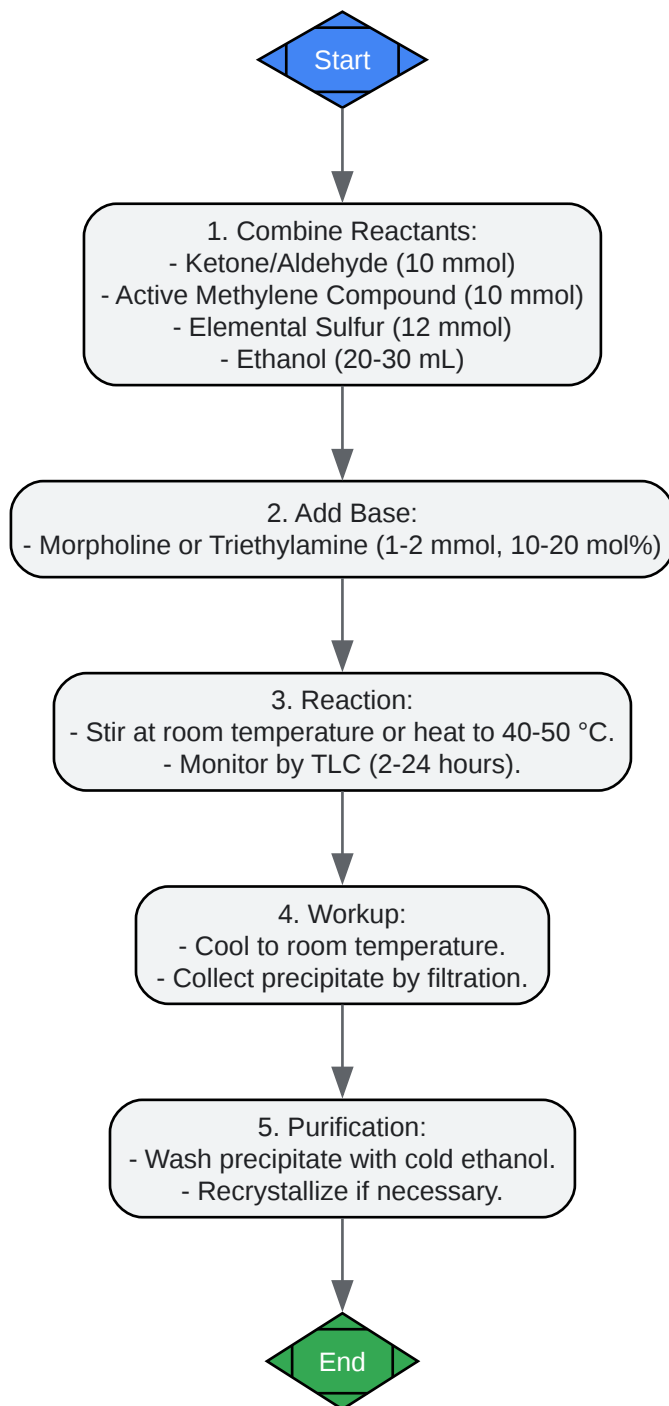 Start
1. Combine Reactants:
- Ketone/Aldehyde (10 mmol)
- Active Methylene Compound (10 mmol)
- Elemental Sulfur (12 mmol)
- Ethanol (20-30 mL)
2. Add Base:
- Morpholine or Triethylamine (1-2 mmol, 10-20 mol%)
3. Reaction:
- Stir at room temperature or heat to 40-50 °C.
- Monitor by TLC (2-24 hours).
4. Workup:
- Cool to room temperature.
- Collect precipitate by filtration.
5. Purification:
- Wash precipitate with cold ethanol.
- Recrystallize if necessary.
End